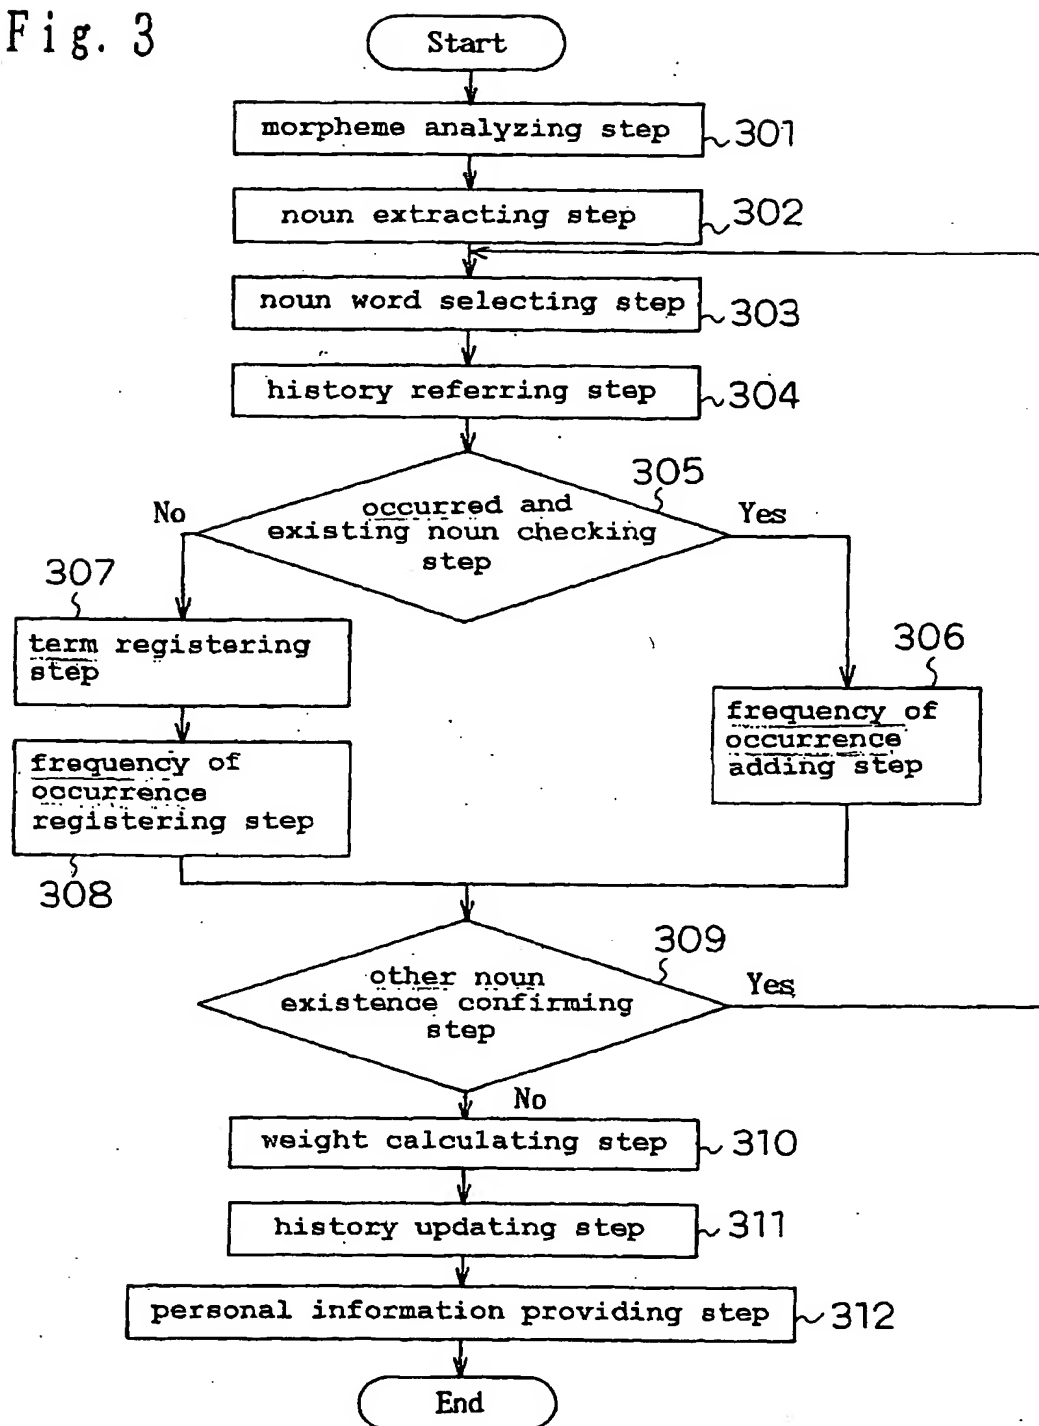 Fig. 3
Start
morpheme analyzing step
301
noun extracting step
302
noun word selecting step
303
history referring step
304
305
No
occurred and
existing noun checking
step
Yes
307
term registering
step
306
frequency of
occurrence
adding step
frequency of
occurrence
registering step
308
309
other noun
existence confirming
step
Yes
No
weight calculating step
310
history updating step
311
personal information providing step
312
End